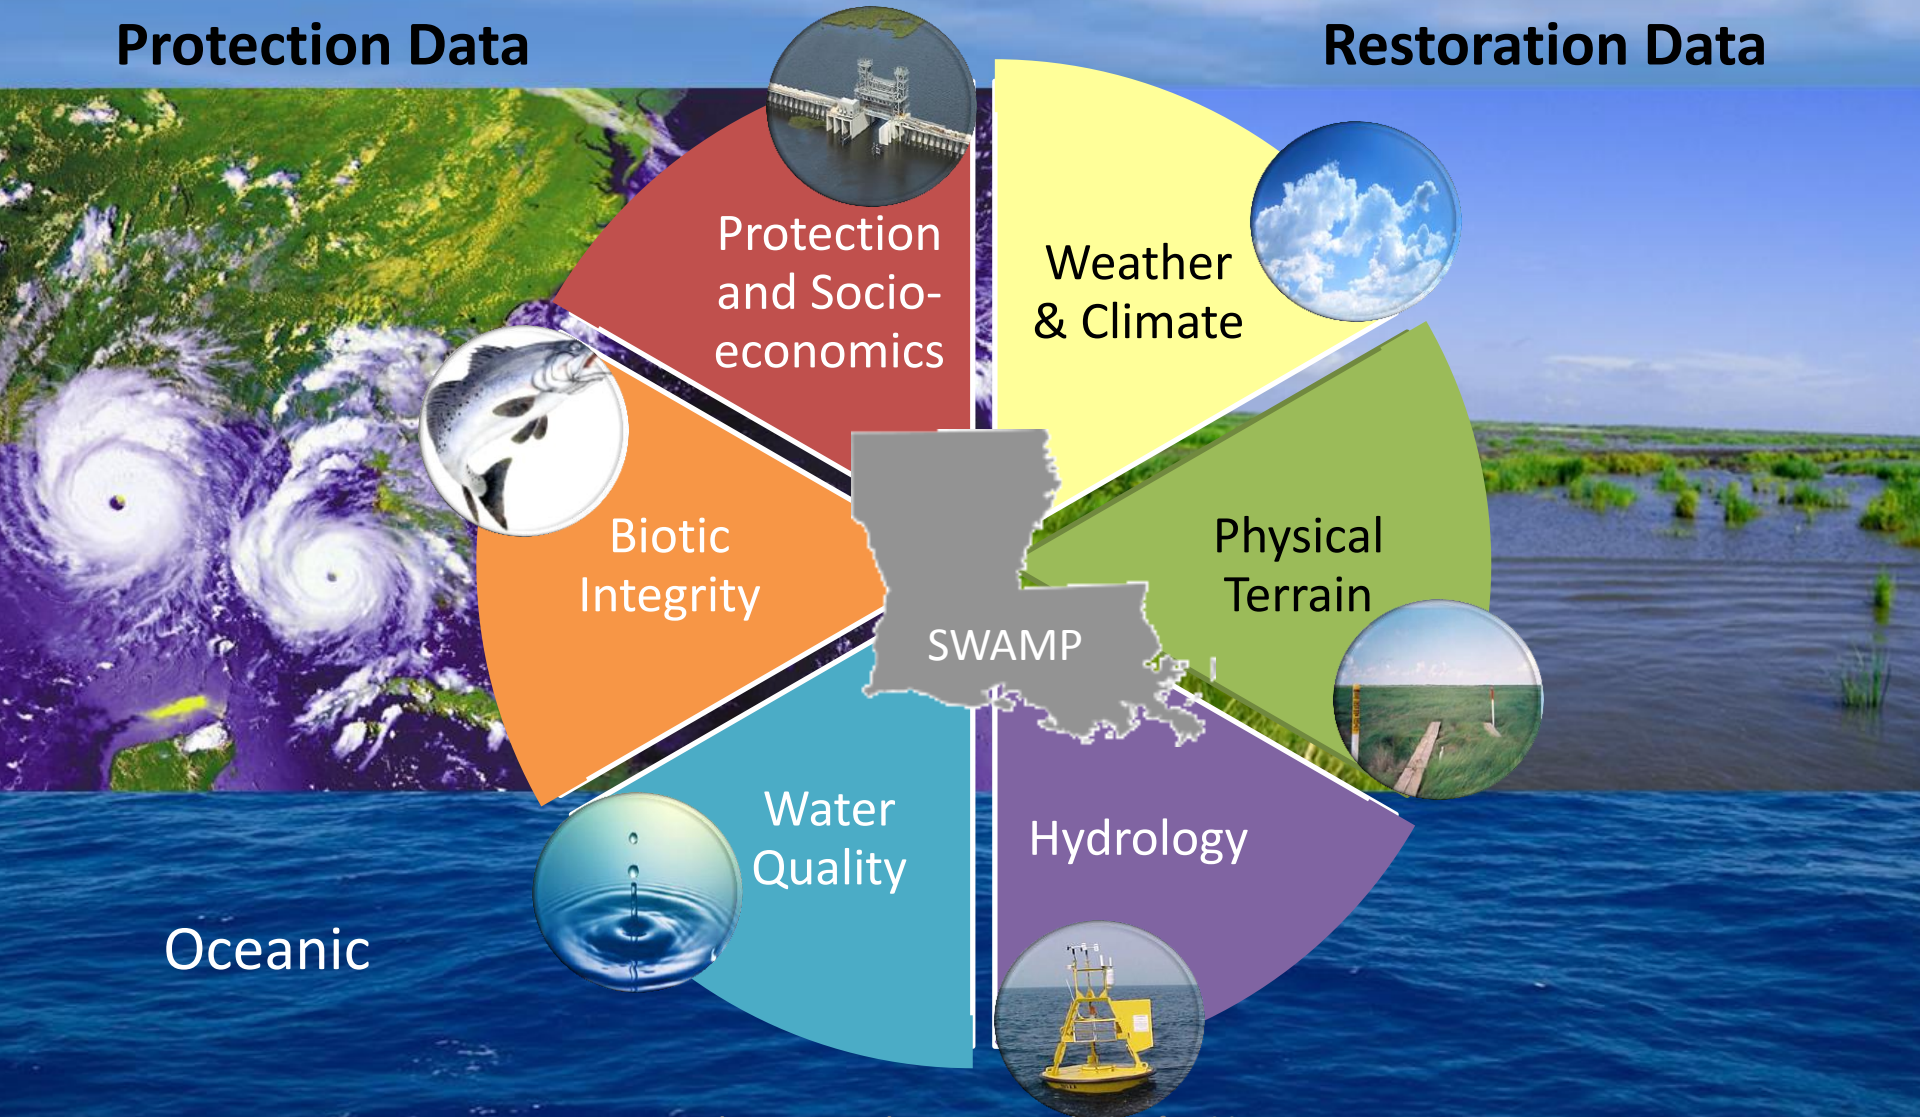 Protection Data
Restoration Data
Protection
and Socio-
economics
Weather
& Climate
Biotic
Integrity
Physical
Terrain
SWAMP
Water
Quality
Hydrology
Oceanic